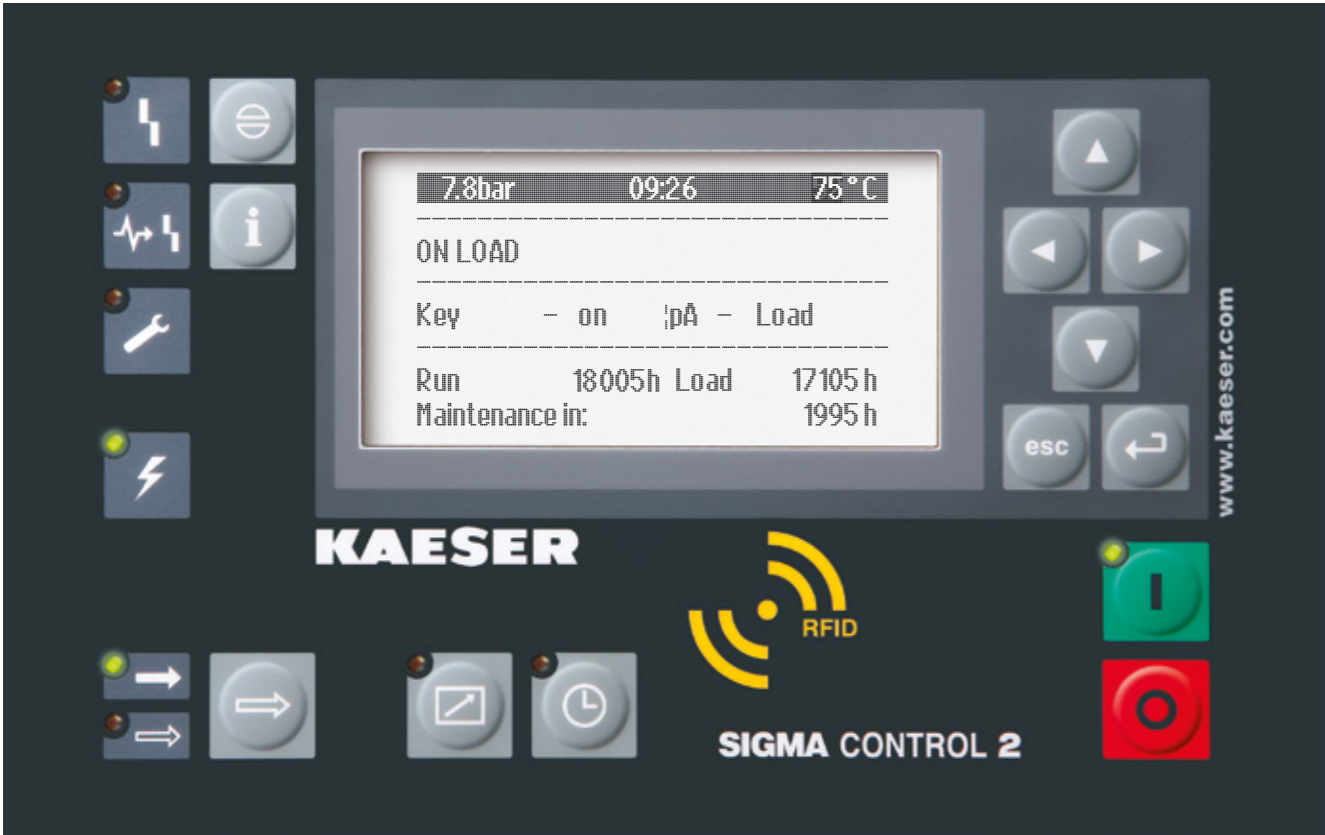 7.8bar 09:26 75°C
ON LOAD
Key - on ¦pA - Load
Run 18005h Load 17105h
Maintenance in: 1995h
i
esc
www.kaeser.com
KAESER
RFID
I
O
SIGMA CONTROL 2